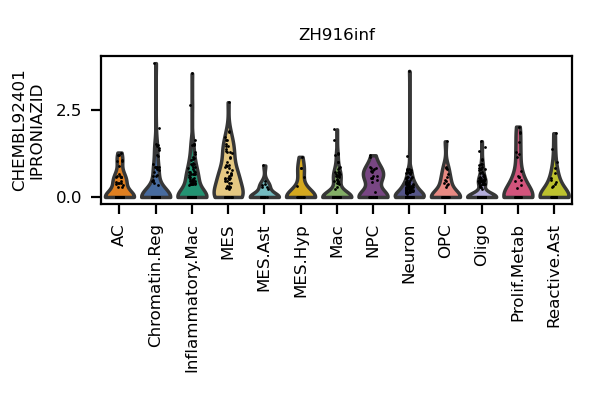 ZH916inf
CHEMBL92401
IPRONIAZID
2.5
0.0
AC
Chromatin.Reg
Inflammatory.Mac
MES
MES.Ast
MES.Hyp
Mac
NPC
Neuron
OPC
Oligo
Prolif.Metab
Reactive.Ast